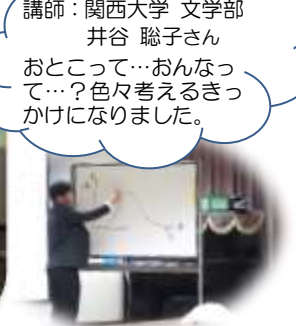 講師：関西大学 文学部
井谷 聡子さん
おとこって…おんなっ
て…？色々考えるきっ
かけになりました。